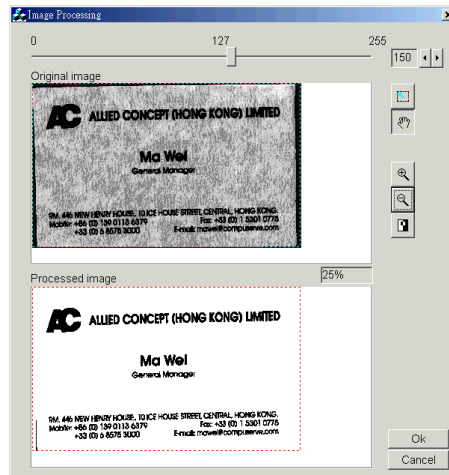 Image Processing
0 127 255
150
Original image
AC ALLIED CONCEPT (HONG KONG) LIMITED
Ma Wei
General Manager
RM. 446 NEW HENRY HOUSE, 10 ICE HOUSE STREET, CENTRAL, HONG KONG.
Mobile: +86 (0) 139 0113 6379 Fax: +33 (0) 1 5301 0775
+33 (0) 6 8575 3000 E-mail: mawei@compuserve.com
Processed image 25%
AC ALLIED CONCEPT (HONG KONG) LIMITED
Ma Wei
General Manager
RM. 446 NEW HENRY HOUSE, 10 ICE HOUSE STREET, CENTRAL, HONG KONG.
Mobile: +86 (0) 139 0113 6379 Fax: +33 (0) 1 5301 0775
+33 (0) 6 8575 3000 E-mail: mawei@compuserve.com
Ok
Cancel